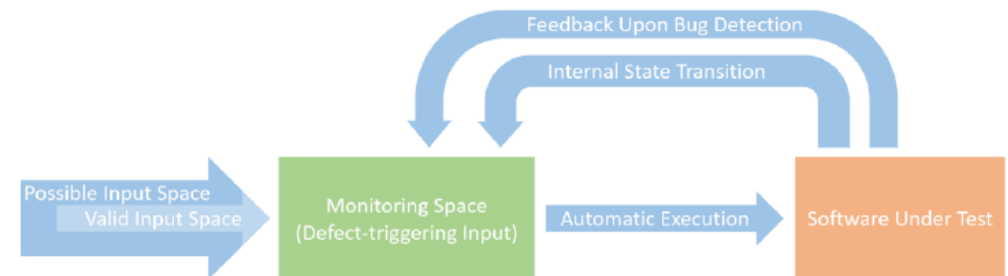 Feedback Upon Bug Detection
Internal State Transition
Possible Input Space
Valid Input Space
Monitoring Space
(Defect-triggering Input)
Automatic Execution
Software Under Test